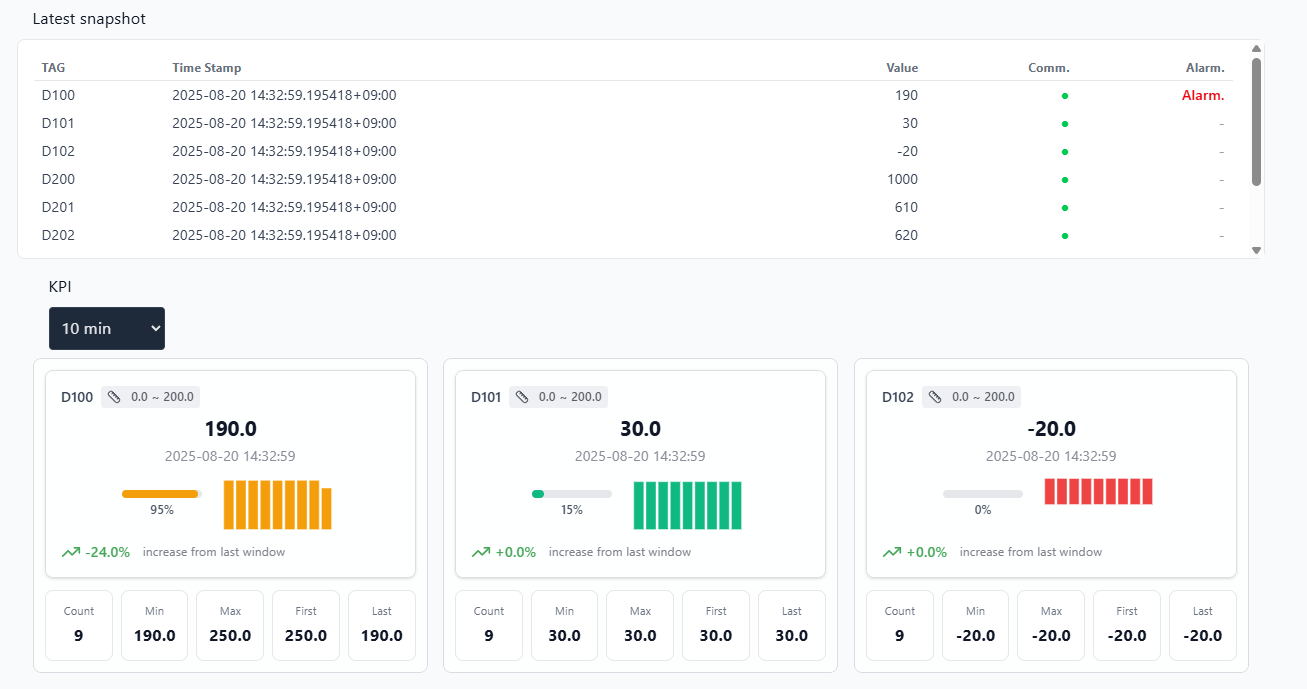 Latest snapshot
TAG Time Stamp Value Comm. Alarm.
D100 2025-08-20 14:32:59.195418+09:00 190 Alarm.
D101 2025-08-20 14:32:59.195418+09:00 30 -
D102 2025-08-20 14:32:59.195418+09:00 -20 -
D200 2025-08-20 14:32:59.195418+09:00 1000 -
D201 2025-08-20 14:32:59.195418+09:00 610 -
D202 2025-08-20 14:32:59.195418+09:00 620 -
KPI
10 min
D100 0.0 ~ 200.0
190.0
2025-08-20 14:32:59
95%
-24.0% increase from last window
Count Min Max First Last
9 190.0 250.0 250.0 190.0
D101 0.0 ~ 200.0
30.0
2025-08-20 14:32:59
15%
+0.0% increase from last window
Count Min Max First Last
9 30.0 30.0 30.0 30.0
D102 0.0 ~ 200.0
-20.0
2025-08-20 14:32:59
0%
+0.0% increase from last window
Count Min Max First Last
9 -20.0 -20.0 -20.0 -20.0